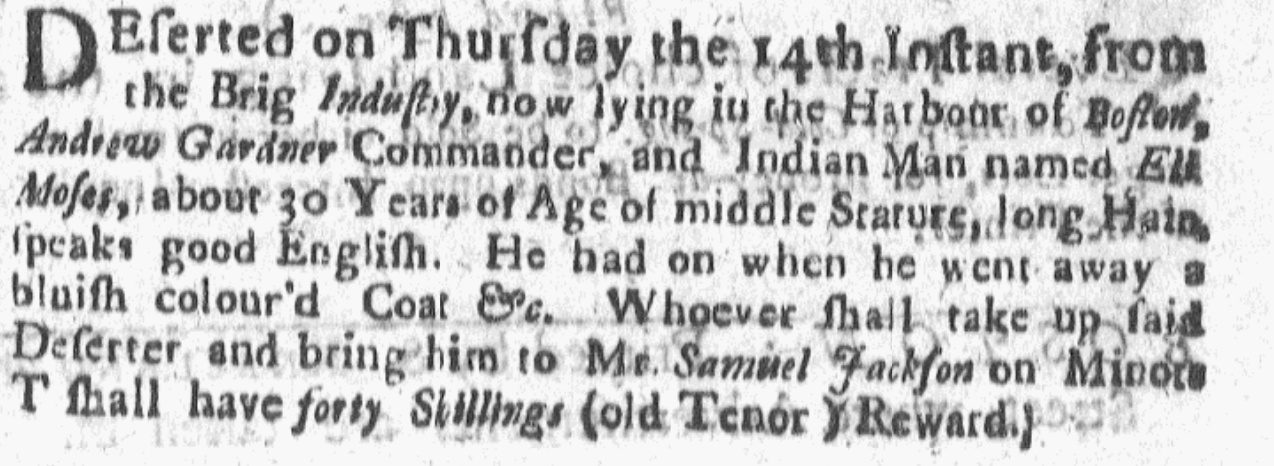 DEſerted on Thurſday the 14th Inſtant, from
the Brig Induſtry, now lying in the Harbour of Boſton,
Andrew Gardner Commander, and Indian Man named Eli
Moſes, about 30 Years of Age of middle Stature, long Hair,
ſpeaks good Engliſh. He had on when he went away a
bluiſh colour'd Coat &c. Whoever ſhall take up ſaid
Deſerter and bring him to Mr. Samuel Jackſon on Minots
T ſhall have forty Shillings (old Tenor) Reward.)